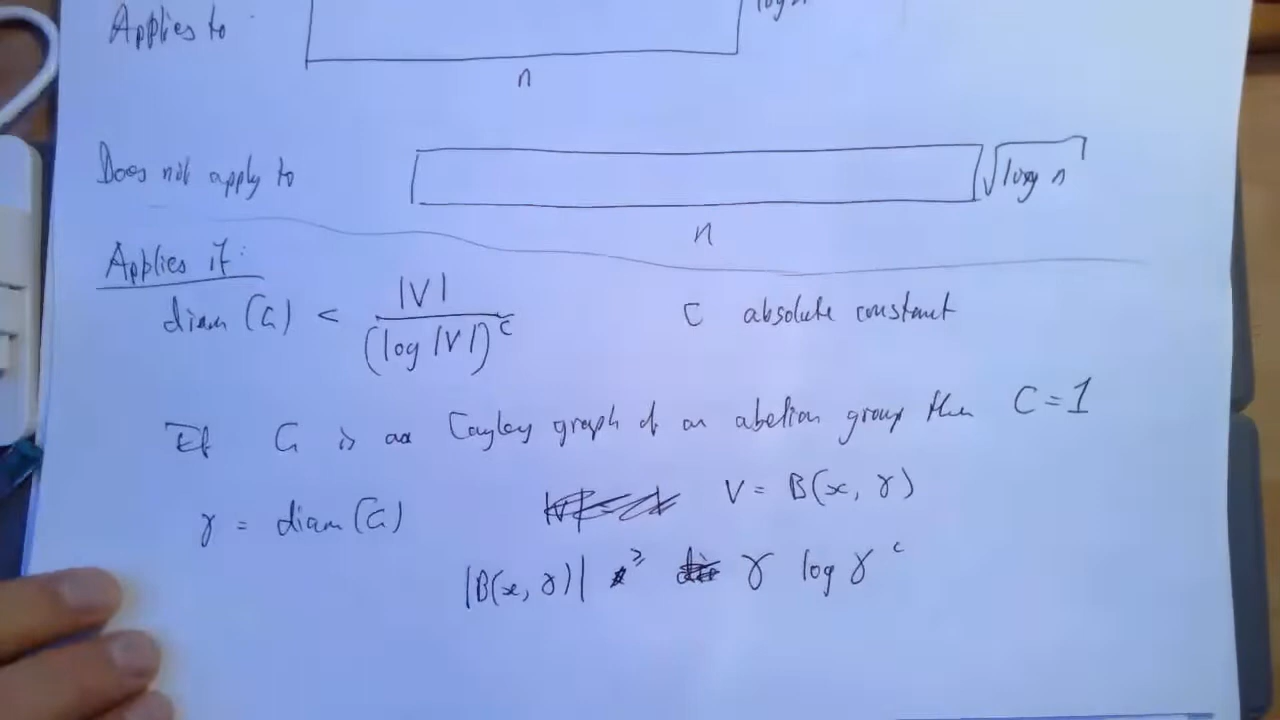 Applies to
log n
n
Does not apply to √log n
n
Applies if:
diam (G) < |V| / (log |V|)^C C absolute constant
If G is a Cayley graph of an abelian group then C = 1
γ = diam (G) V = B(x, γ)
|B(x, γ)| ≥ γ log γ^c